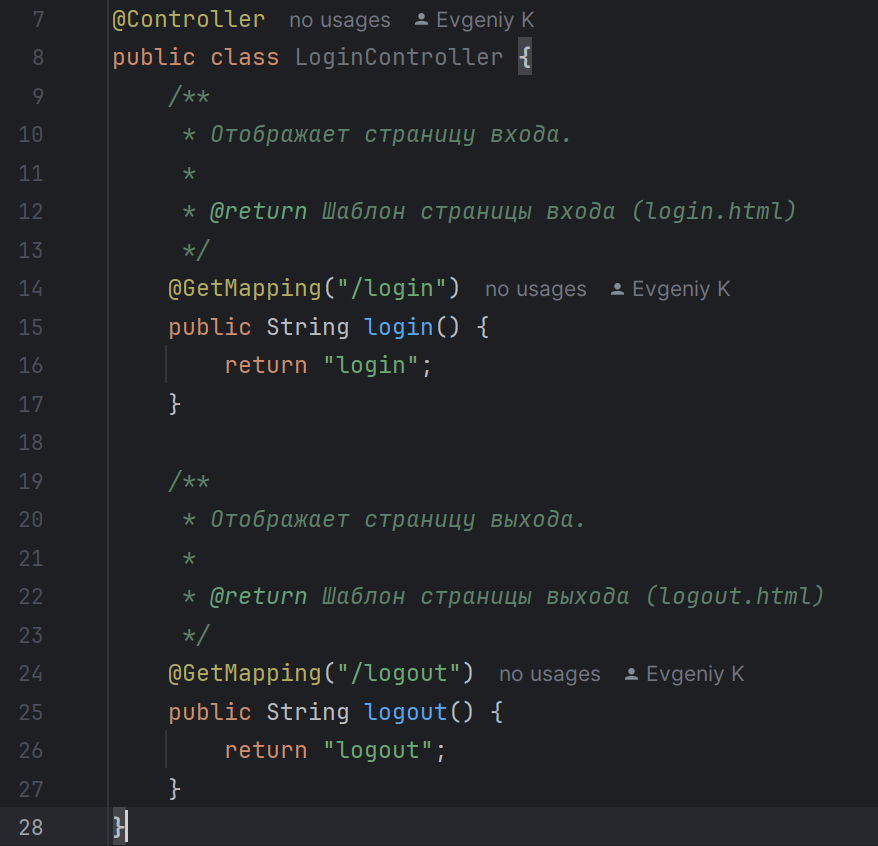 7 @Controller no usages Evgeniy K
8 public class LoginController {
9 /**
10 * Отображает страницу входа.
11 *
12 * @return Шаблон страницы входа (login.html)
13 */
14 @GetMapping("/login") no usages Evgeniy K
15 public String login() {
16 return "login";
17 }
18
19 /**
20 * Отображает страницу выхода.
21 *
22 * @return Шаблон страницы выхода (logout.html)
23 */
24 @GetMapping("/logout") no usages Evgeniy K
25 public String logout() {
26 return "logout";
27 }
28 }